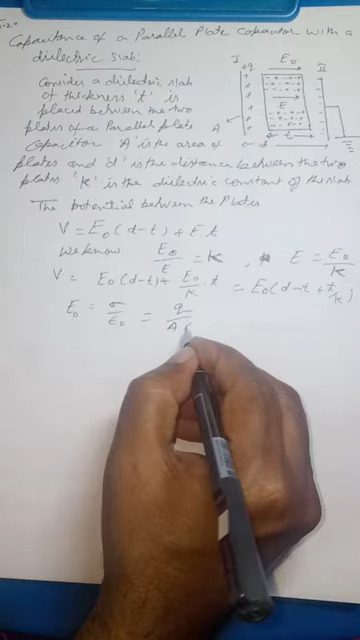 Capacitance of a Parallel Plate Capacitor with a
dielectric Slab:
Consider a dielectric slab
of thickness 't' is
placed between the two
plates of a Parallel plate
Capacitor 'A' is the area of
plates and 'd' is the distance between the two
plates 'K' is the dielectric constant of the slab
I +q E₀ II
E
A
t
d
The potential between the Plates
V = E₀(d-t) + E.t
We know E₀/E = K , E = E₀/K
V = E₀(d-t) + E₀/K · t = E₀(d-t + t/K)
E₀ = σ/ε₀ = q/A ε